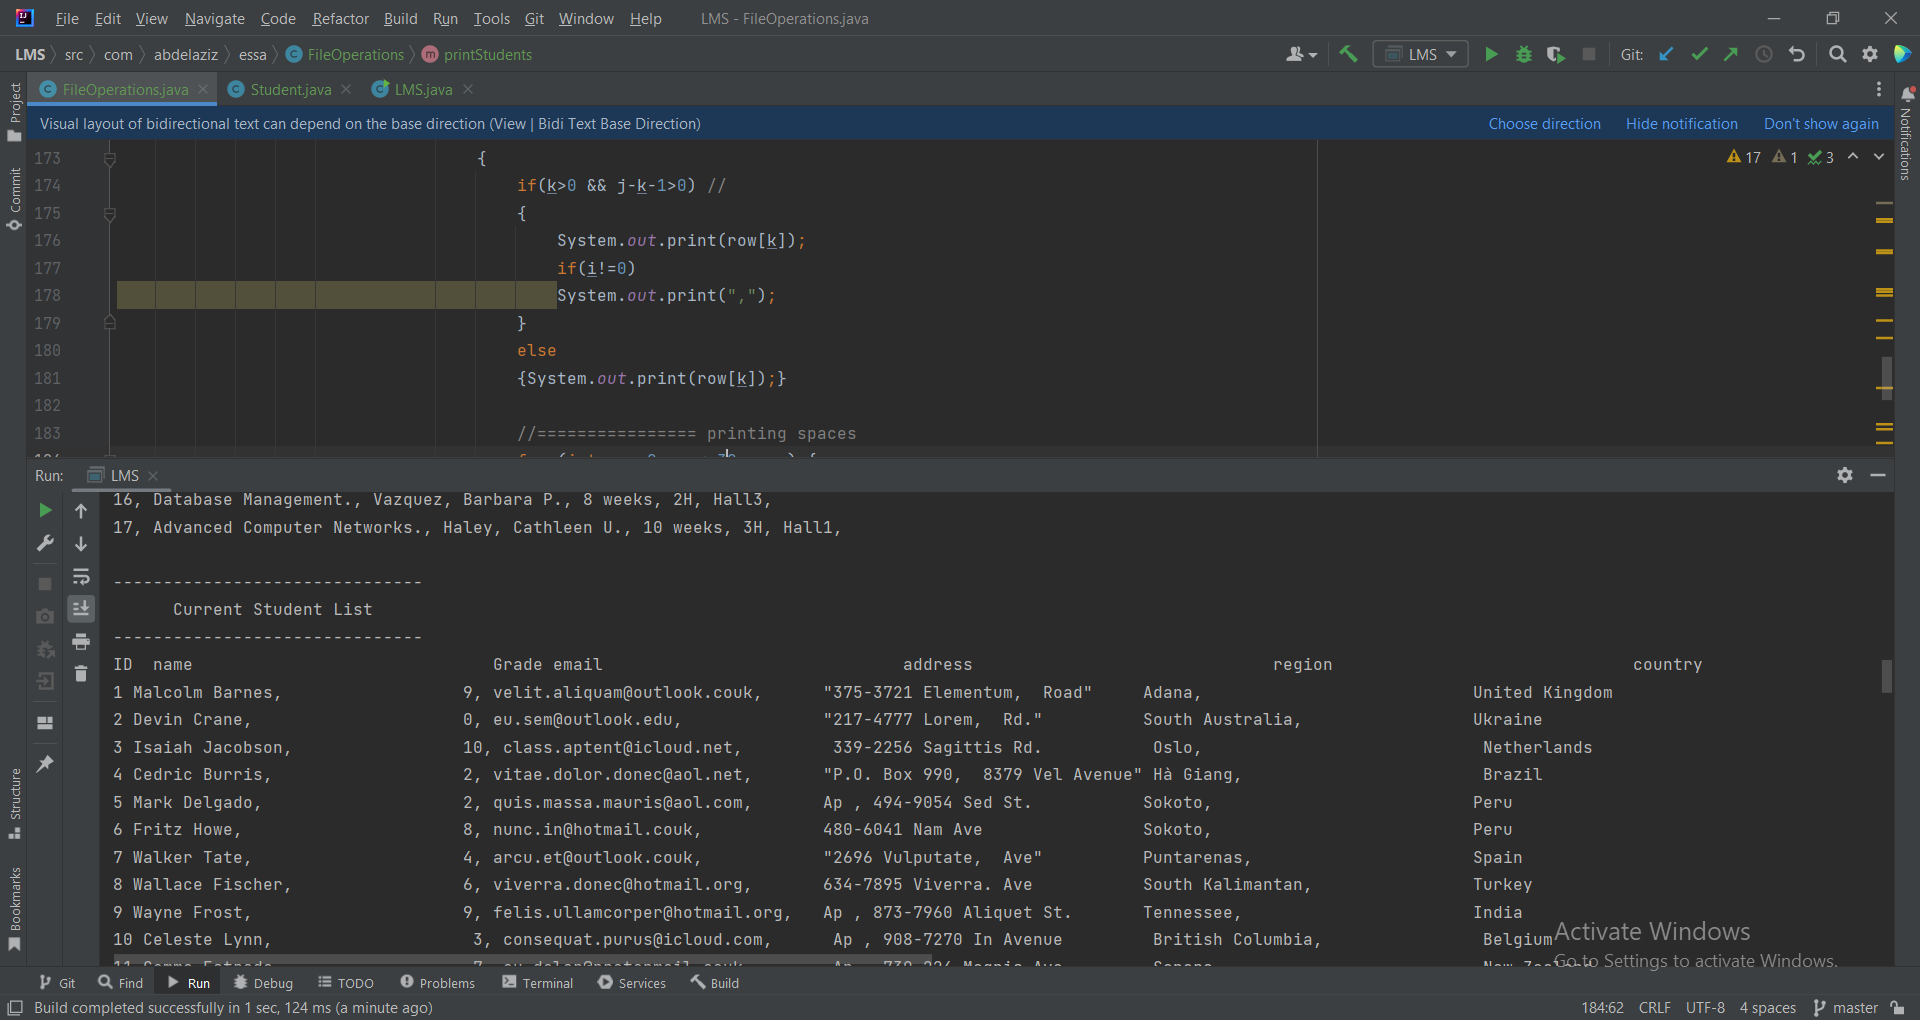 File Edit View Navigate Code Refactor Build Run Tools Git Window Help LMS - FileOperations.java
LMS src com abdelaziz essa FileOperations printStudents LMS Git:
FileOperations.java Student.java LMS.java
Visual layout of bidirectional text can depend on the base direction (View | Bidi Text Base Direction) Choose direction Hide notification Don't show again
Project
Commit
Structure
Bookmarks
Notifications
17 1 3
173 {
174 if(k>0 && j-k-1>0) //
175 {
176 System.out.print(row[k]);
177 if(i!=0)
178 System.out.print(",");
179 }
180 else
181 {System.out.print(row[k]);}
182
183 //================ printing spaces
Run: LMS
16, Database Management., Vazquez, Barbara P., 8 weeks, 2H, Hall3,
17, Advanced Computer Networks., Haley, Cathleen U., 10 weeks, 3H, Hall1,
-------------------------------
Current Student List
-------------------------------
ID name Grade email address region country
1 Malcolm Barnes, 9, velit.aliquam@outlook.couk, "375-3721 Elementum, Road" Adana, United Kingdom
2 Devin Crane, 0, eu.sem@outlook.edu, "217-4777 Lorem, Rd." South Australia, Ukraine
3 Isaiah Jacobson, 10, class.aptent@icloud.net, 339-2256 Sagittis Rd. Oslo, Netherlands
4 Cedric Burris, 2, vitae.dolor.donec@aol.net, "P.O. Box 990, 8379 Vel Avenue" Hà Giang, Brazil
5 Mark Delgado, 2, quis.massa.mauris@aol.com, Ap , 494-9054 Sed St. Sokoto, Peru
6 Fritz Howe, 8, nunc.in@hotmail.couk, 480-6041 Nam Ave Sokoto, Peru
7 Walker Tate, 4, arcu.et@outlook.couk, "2696 Vulputate, Ave" Puntarenas, Spain
8 Wallace Fischer, 6, viverra.donec@hotmail.org, 634-7895 Viverra. Ave South Kalimantan, Turkey
9 Wayne Frost, 9, felis.ullamcorper@hotmail.org, Ap , 873-7960 Aliquet St. Tennessee, India
10 Celeste Lynn, 3, consequat.purus@icloud.com, Ap , 908-7270 In Avenue British Columbia, Belgium
Activate Windows
Go to Settings to activate Windows.
Git Find Run Debug TODO Problems Terminal Services Build
Build completed successfully in 1 sec, 124 ms (a minute ago) 184:62 CRLF UTF-8 4 spaces master